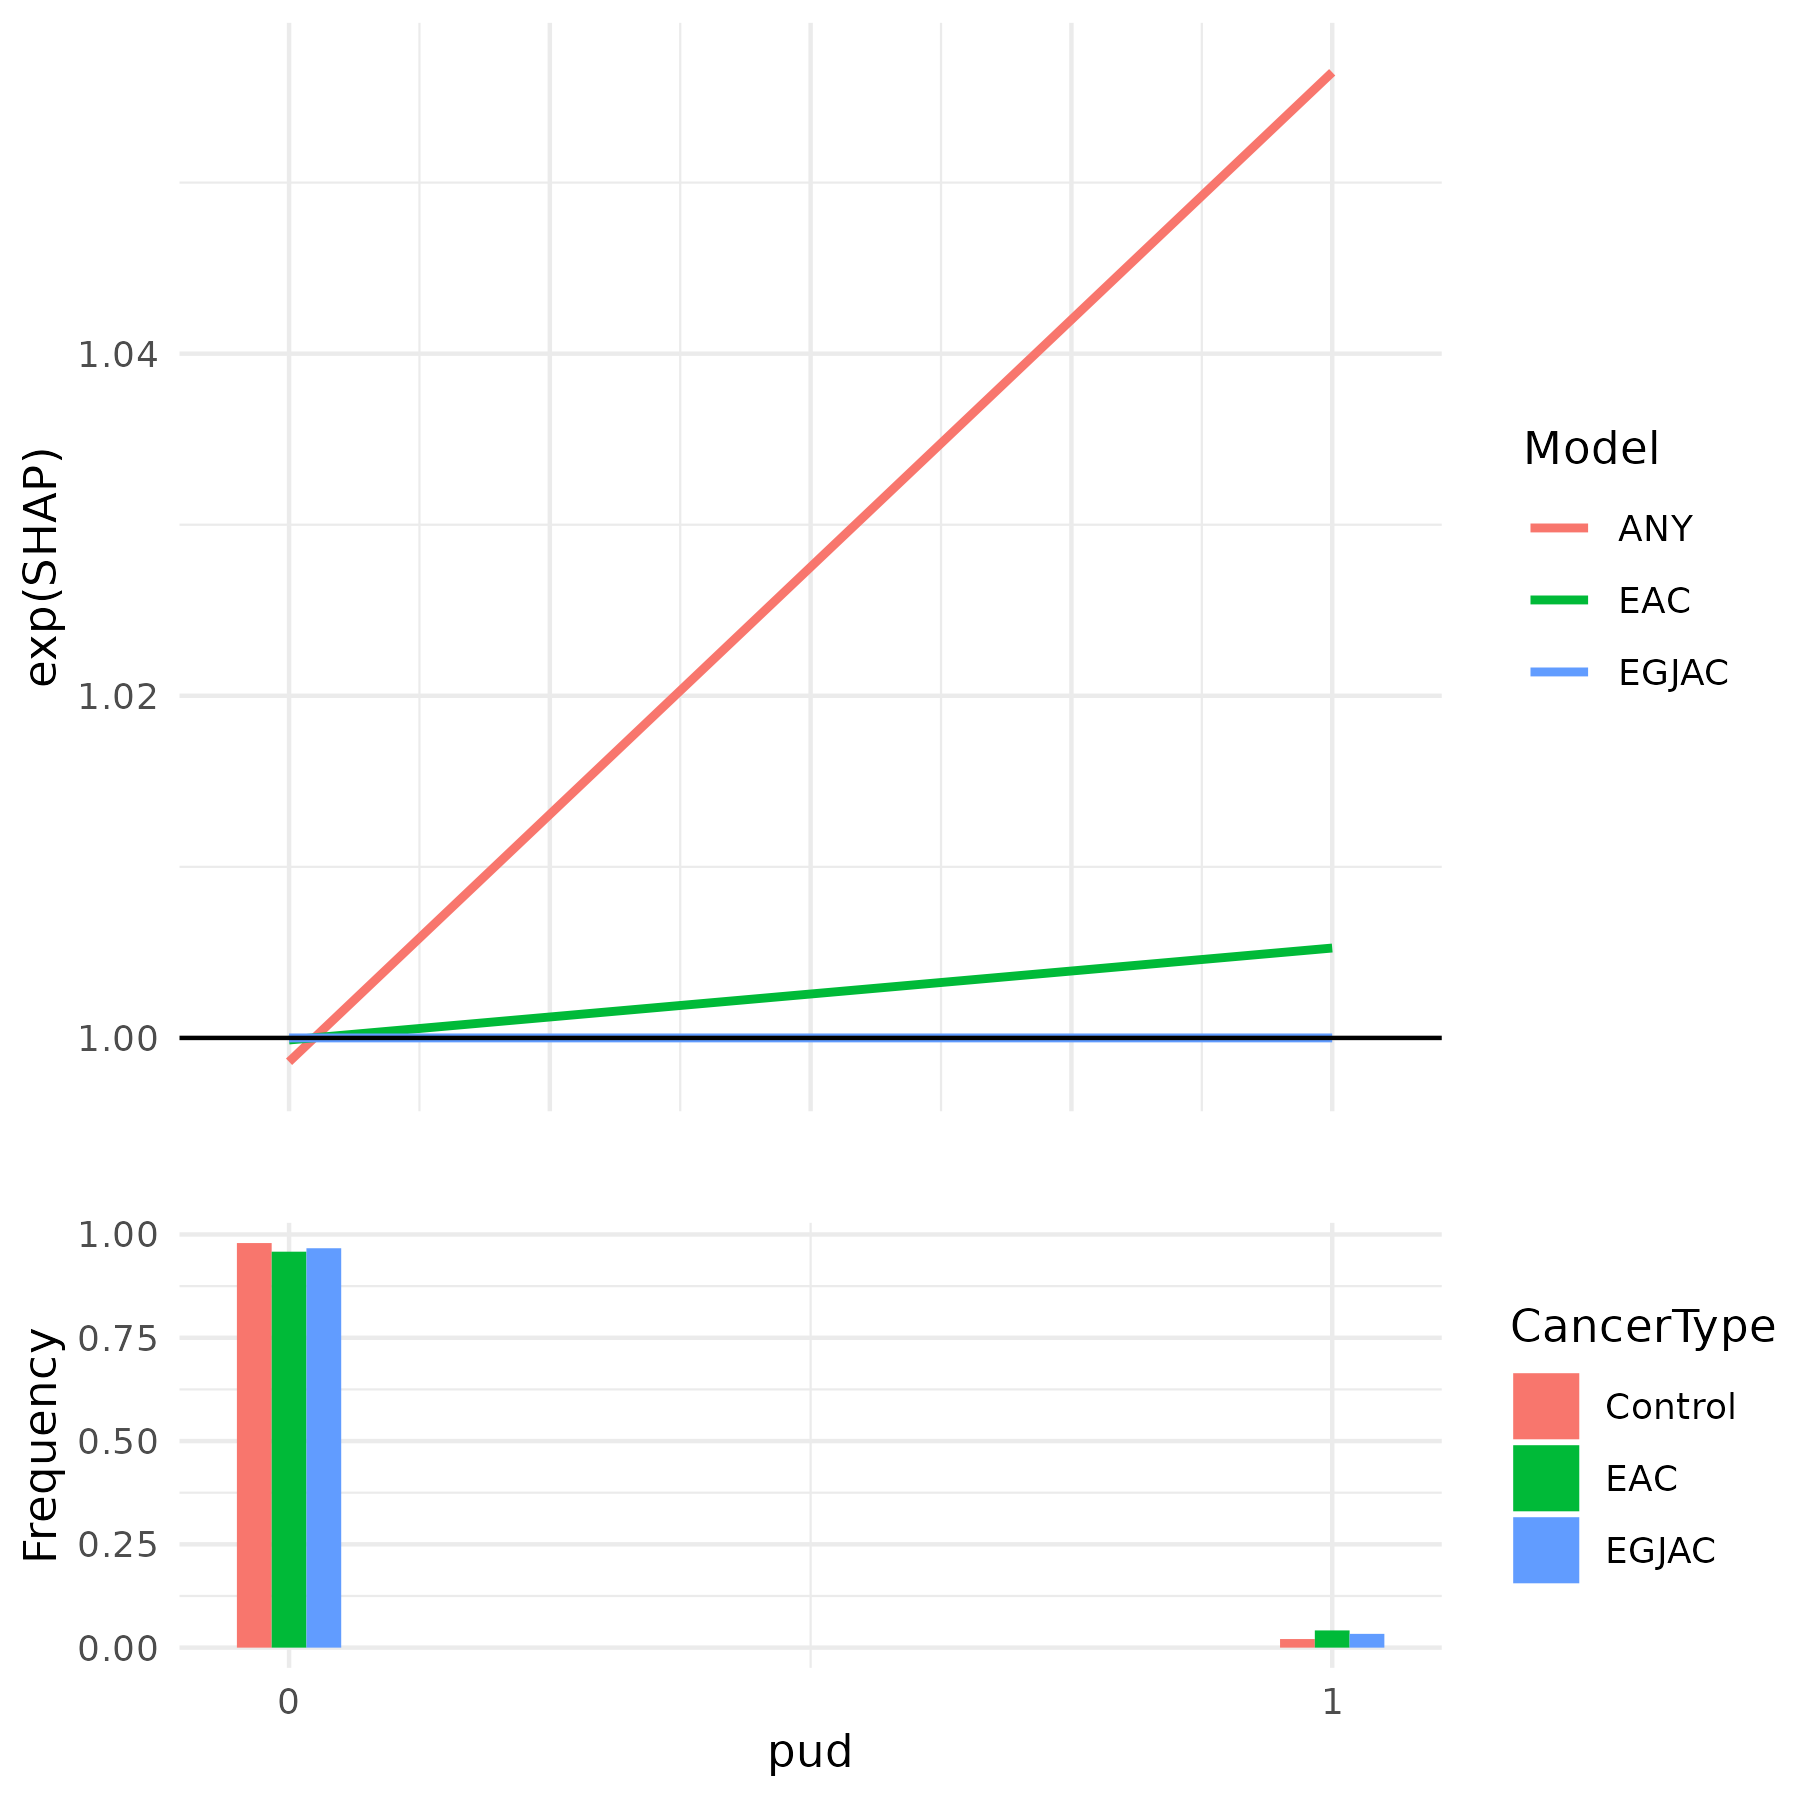 exp(SHAP)
1.04
1.02
1.00
Model
ANY
EAC
EGJAC
Frequency
1.00
0.75
0.50
0.25
0.00
0
1
pud
CancerType
Control
EAC
EGJAC